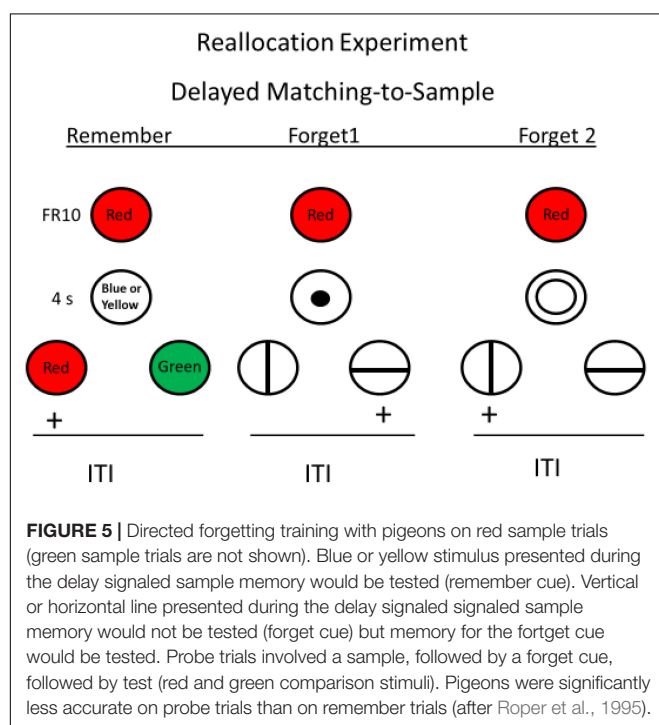 Reallocation Experiment
Delayed Matching-to-Sample
Remember Forget1 Forget 2
FR10 Red Red Red
4 s Blue or
Yellow
Red Green
+ + +
ITI ITI ITI
FIGURE 5 | Directed forgetting training with pigeons on red sample trials
(green sample trials are not shown). Blue or yellow stimulus presented during
the delay signaled sample memory would be tested (remember cue). Vertical
or horizontal line presented during the delay signaled signaled sample
memory would not be tested (forget cue) but memory for the fortget cue
would be tested. Probe trials involved a sample, followed by a forget cue,
followed by test (red and green comparison stimuli). Pigeons were significantly
less accurate on probe trials than on remember trials (after Roper et al., 1995).